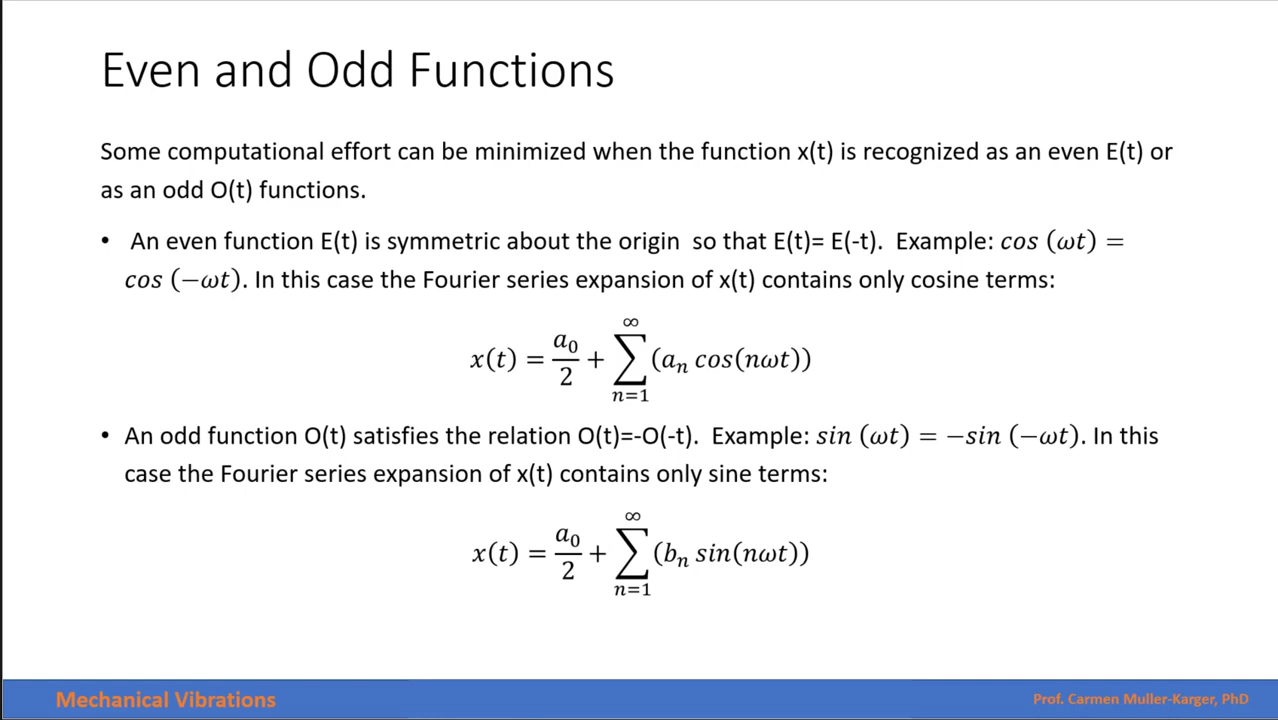 Even and Odd Functions
Some computational effort can be minimized when the function x(t) is recognized as an even E(t) or
as an odd O(t) functions.
• An even function E(t) is symmetric about the origin so that E(t)= E(-t). Example: cos (ωt) =
cos (−ωt). In this case the Fourier series expansion of x(t) contains only cosine terms:
x(t) = a₀/2 + ∑_{n=1}^{∞} (aₙ cos(nωt))
• An odd function O(t) satisfies the relation O(t)=-O(-t). Example: sin (ωt) = −sin (−ωt). In this
case the Fourier series expansion of x(t) contains only sine terms:
x(t) = a₀/2 + ∑_{n=1}^{∞} (bₙ sin(nωt))
Mechanical Vibrations
Prof. Carmen Muller-Karger, PhD